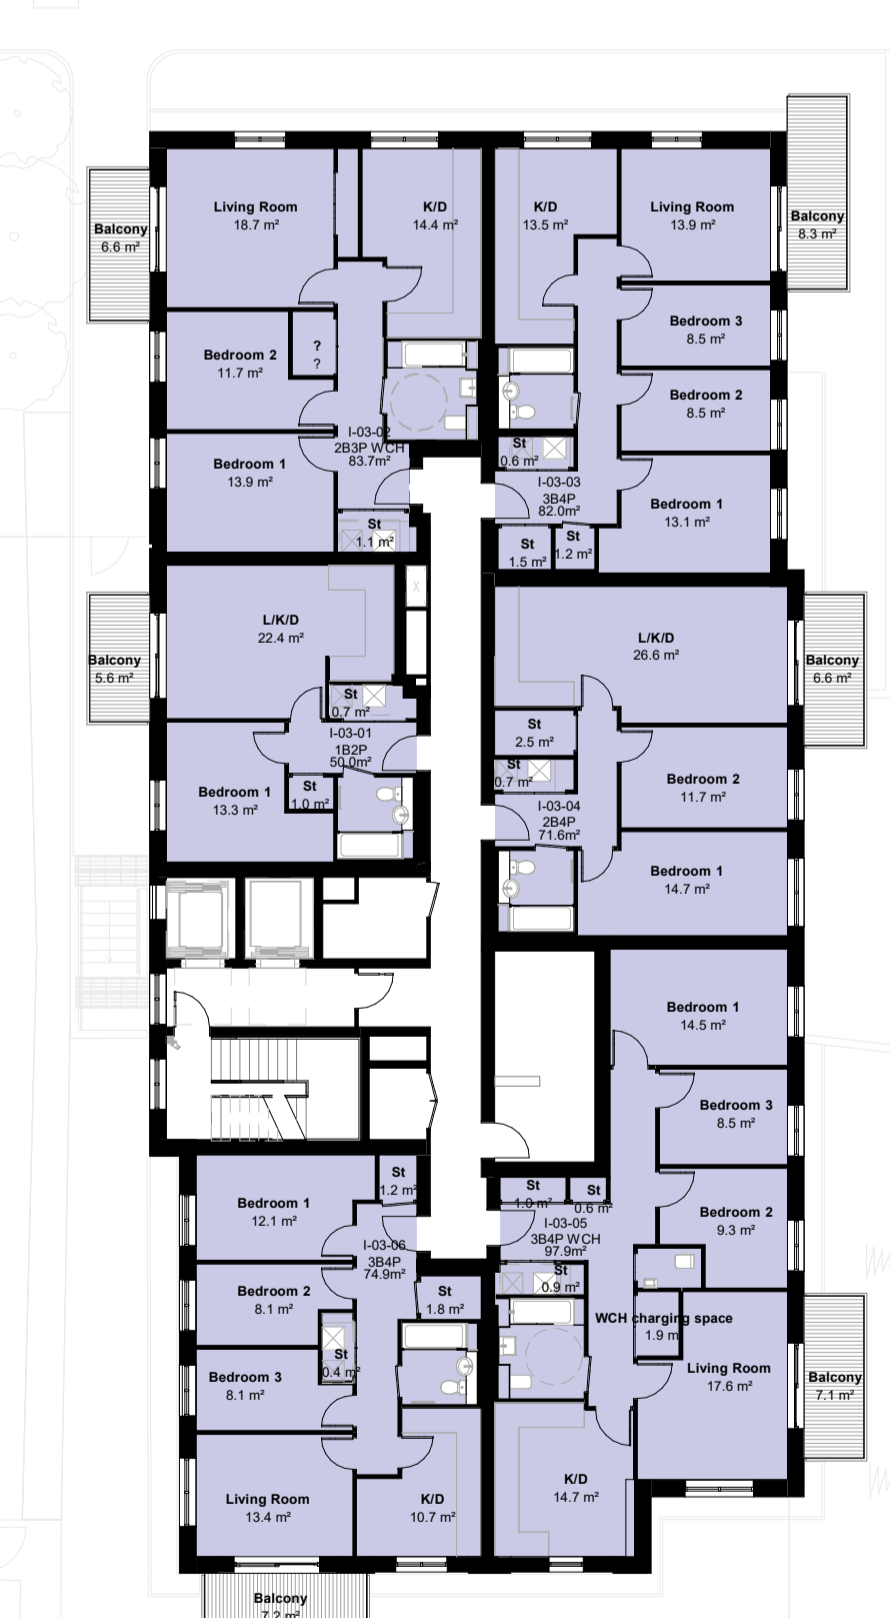 Living Room
18.7 m²
K/D
14.4 m²
Balcony
6.6 m²
Bedroom 2
11.7 m²
?
?
I-03-02
2B3P WCH
83.7m²
Bedroom 1
13.9 m²
St
1.1 m²
K/D
13.5 m²
Living Room
13.9 m²
Balcony
8.3 m²
Bedroom 3
8.5 m²
Bedroom 2
8.5 m²
St
0.6 m²
I-03-03
3B4P
82.0m²
Bedroom 1
13.1 m²
St
1.5 m²
St
1.2 m²
L/K/D
22.4 m²
Balcony
5.6 m²
St
0.7 m²
I-03-01
1B2P
50.0m²
Bedroom 1
13.3 m²
St
1.0 m²
L/K/D
26.6 m²
Balcony
6.6 m²
St
2.5 m²
St
0.7 m²
Bedroom 2
11.7 m²
I-03-04
2B4P
71.6m²
Bedroom 1
14.7 m²
Bedroom 1
14.5 m²
Bedroom 3
8.5 m²
Bedroom 2
9.3 m²
St
1.0 m²
St
0.6 m²
I-03-05
3B4P WCH
97.9m²
St
0.9 m²
WCH charging space
1.9 m
Living Room
17.6 m²
Balcony
7.1 m²
K/D
14.7 m²
Bedroom 1
12.1 m²
St
1.2 m²
I-03-06
3B4P
74.9m²
Bedroom 2
8.1 m²
St
1.8 m²
St
0.4 m²
Bedroom 3
8.1 m²
Living Room
13.4 m²
K/D
10.7 m²
Balcony
7.2 m²